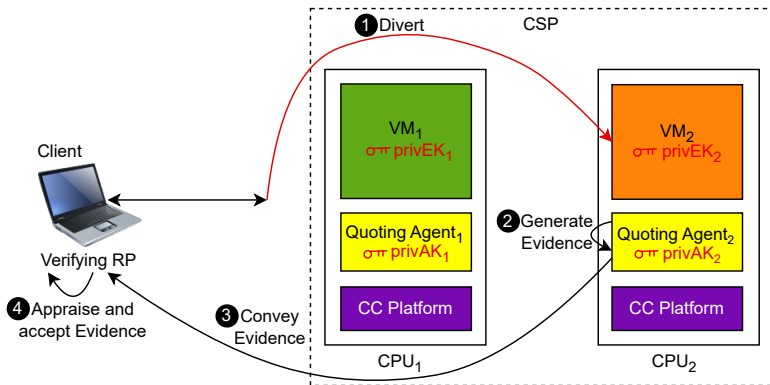 1 Divert
CSP
Client
VM1
privEK1
VM2
privEK2
2 Generate
Evidence
Quoting Agent1
privAK1
Quoting Agent2
privAK2
Verifying RP
4 Appraise and
accept Evidence
3 Convey
Evidence
CC Platform
CC Platform
CPU1
CPU2